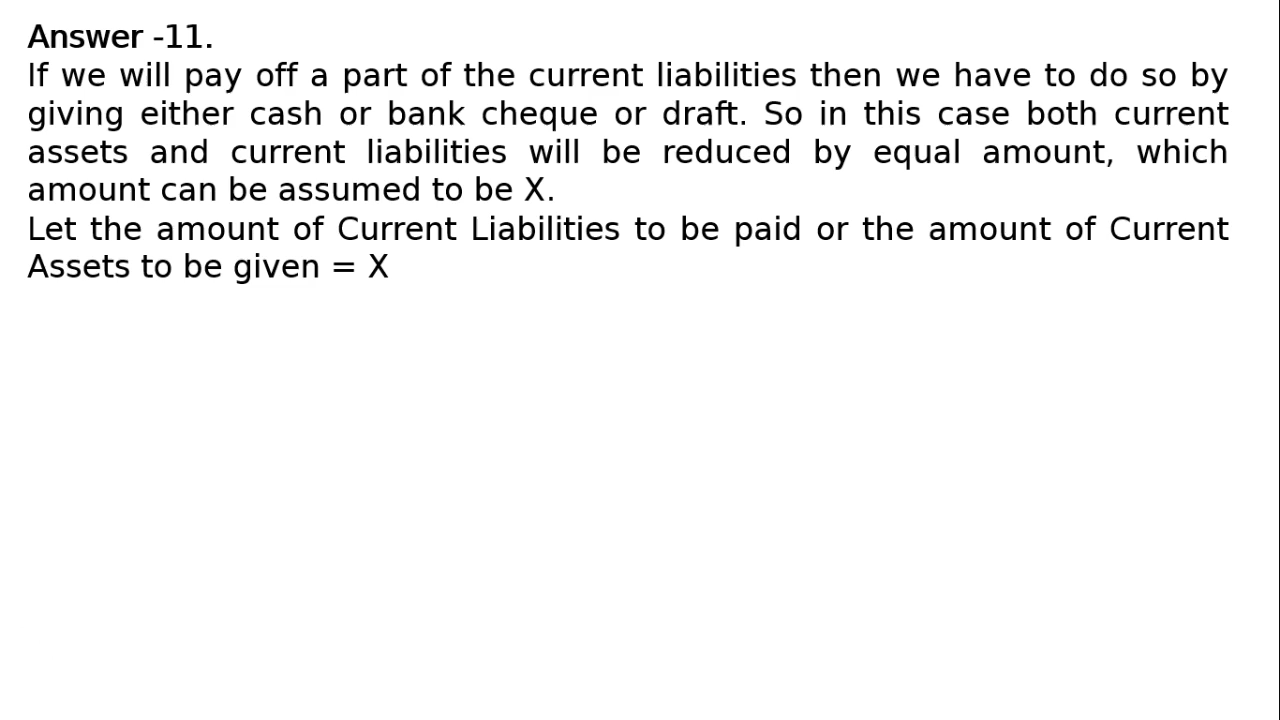 Answer -11.
If we will pay off a part of the current liabilities then we have to do so by
giving either cash or bank cheque or draft. So in this case both current
assets and current liabilities will be reduced by equal amount, which
amount can be assumed to be X.
Let the amount of Current Liabilities to be paid or the amount of Current
Assets to be given = X